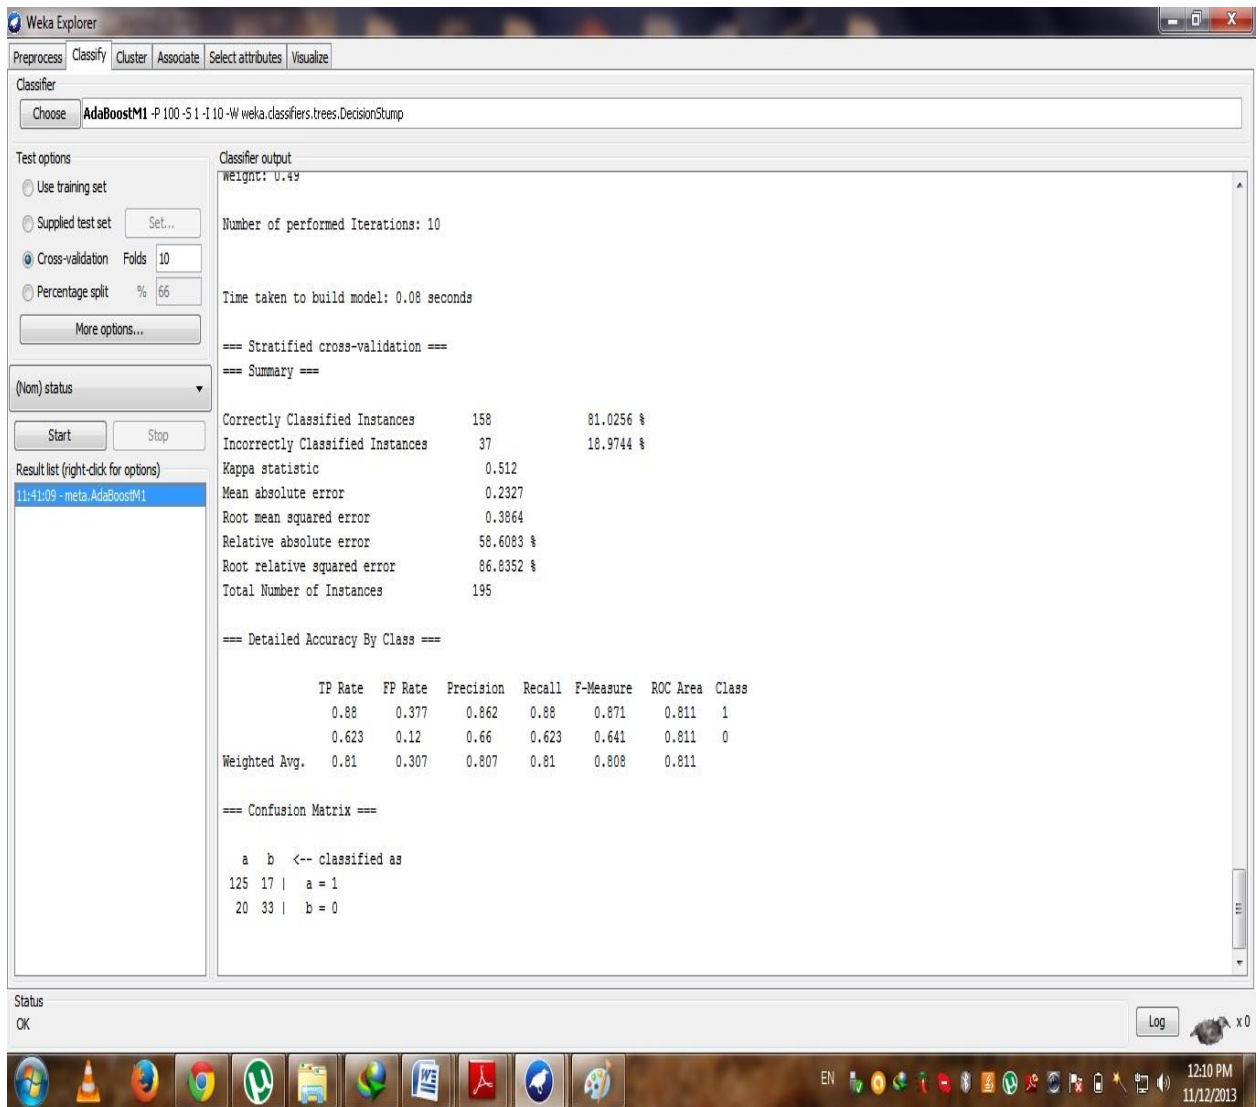 Weka Explorer
X
Preprocess Classify Cluster Associate Select attributes Visualize
Classifier
Choose AdaBoostM1 -P 100 -S 1 -I 10 -W weka.classifiers.trees.DecisionStump
Test options
Use training set
Supplied test set Set...
Cross-validation Folds 10
Percentage split % 66
More options...
(Nom) status
Start Stop
Result list (right-click for options)
11:41:09 - meta.AdaBoostM1
Classifier output
Weight: 0.49
Number of performed Iterations: 10
Time taken to build model: 0.08 seconds
=== Stratified cross-validation ===
=== Summary ===
Correctly Classified Instances 158 81.0256 %
Incorrectly Classified Instances 37 18.9744 %
Kappa statistic 0.512
Mean absolute error 0.2327
Root mean squared error 0.3864
Relative absolute error 58.6083 %
Root relative squared error 86.8352 %
Total Number of Instances 195
=== Detailed Accuracy By Class ===
TP Rate FP Rate Precision Recall F-Measure ROC Area Class
0.88 0.377 0.862 0.88 0.871 0.811 1
0.623 0.12 0.66 0.623 0.641 0.811 0
Weighted Avg. 0.81 0.307 0.807 0.81 0.808 0.811
=== Confusion Matrix ===
a b <-- classified as
125 17 | a = 1
20 33 | b = 0
Status
OK
Log x 0
EN
12:10 PM
11/12/2013